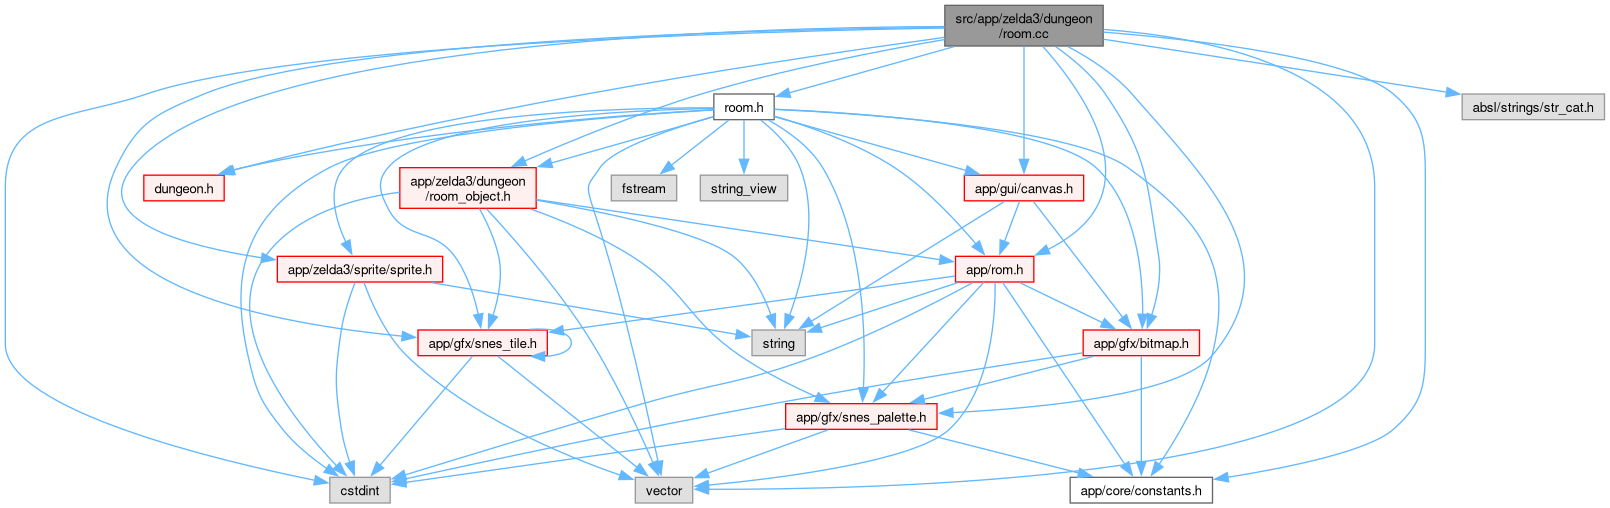 src/app/zelda3/dungeon
/room.cc
room.h
absl/strings/str_cat.h
dungeon.h
app/zelda3/dungeon
/room_object.h
fstream
string_view
app/gui/canvas.h
app/zelda3/sprite/sprite.h
app/rom.h
app/gfx/snes_tile.h
string
app/gfx/bitmap.h
app/gfx/snes_palette.h
cstdint
vector
app/core/constants.h